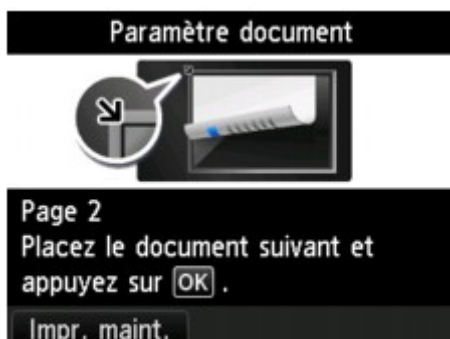 Paramètre document
Page 2
Placez le document suivant et
appuyez sur OK .
Impr. maint.